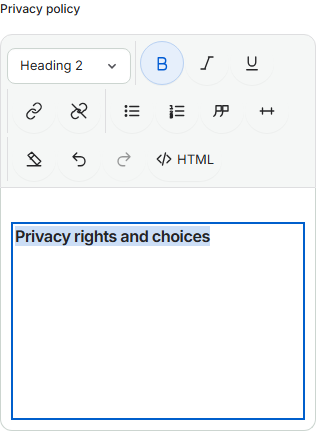 Privacy policy
Heading 2
B I U
HTML
Privacy rights and choices